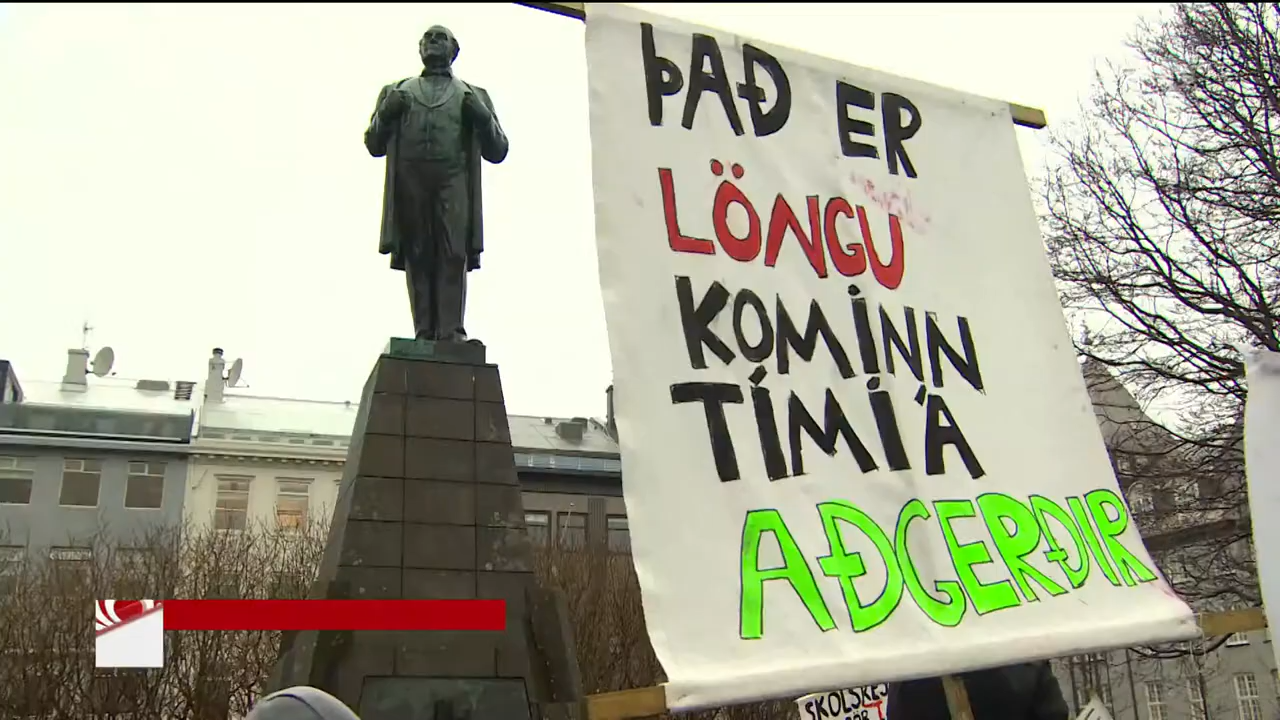 ÞAÐ ER
LÖNGU
KOMINN
TÍMI Á
AÐGERÐIR